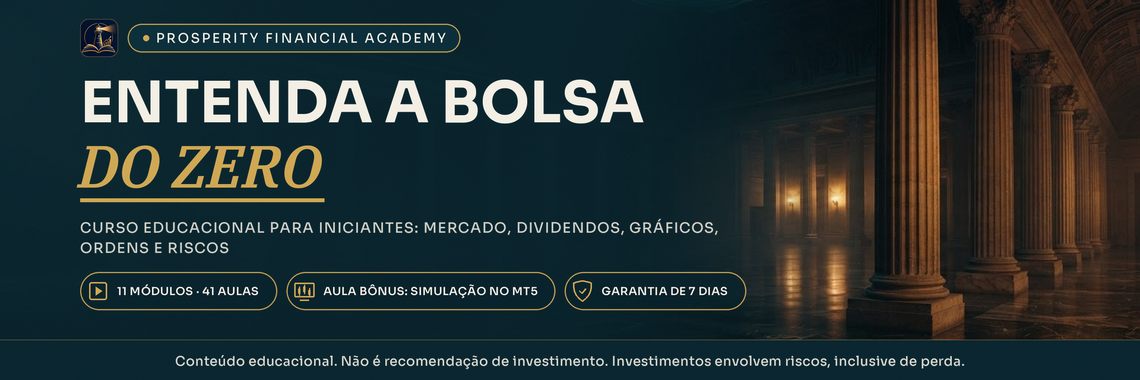 PROSPERITY FINANCIAL ACADEMY
ENTENDA A BOLSA
DO ZERO
CURSO EDUCACIONAL PARA INICIANTES: MERCADO, DIVIDENDOS, GRÁFICOS,
ORDENS E RISCOS
11 MÓDULOS · 41 AULAS
AULA BÔNUS: SIMULAÇÃO NO MT5
GARANTIA DE 7 DIAS
Conteúdo educacional. Não é recomendação de investimento. Investimentos envolvem riscos, inclusive de perda.